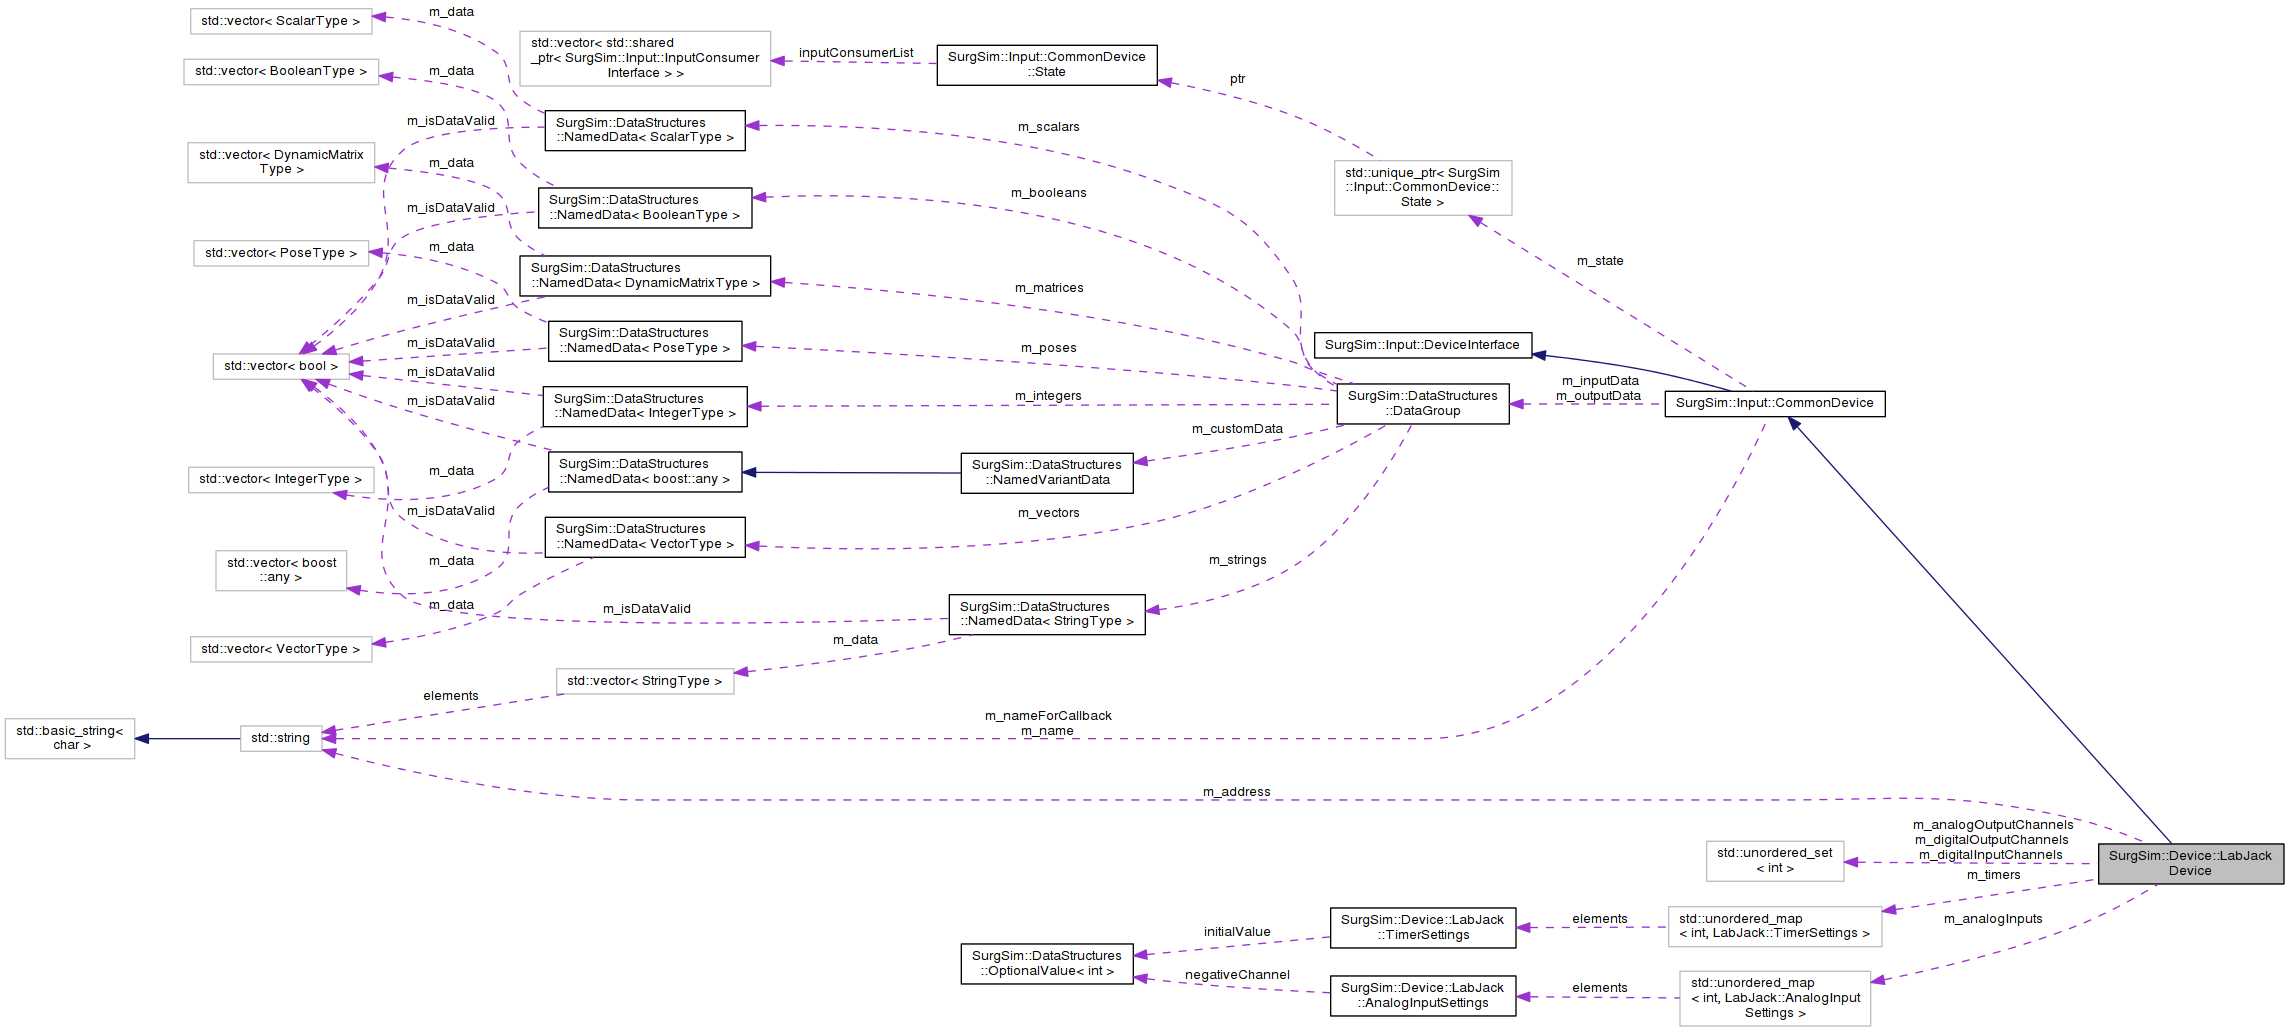 std::vector< ScalarType >
m_data
std::vector< std::shared
_ptr< SurgSim::Input::InputConsumer
Interface > >
inputConsumerList
SurgSim::Input::CommonDevice
::State
std::vector< BooleanType >
m_data
ptr
m_isDataValid
SurgSim::DataStructures
::NamedData< ScalarType >
m_scalars
std::vector< DynamicMatrix
Type >
m_data
std::unique_ptr< SurgSim
::Input::CommonDevice::
State >
m_isDataValid
SurgSim::DataStructures
::NamedData< BooleanType >
m_booleans
std::vector< PoseType >
m_data
SurgSim::DataStructures
::NamedData< DynamicMatrixType >
m_matrices
m_state
m_isDataValid
SurgSim::DataStructures
::NamedData< PoseType >
m_poses
SurgSim::Input::DeviceInterface
m_isDataValid
std::vector< bool >
m_isDataValid
SurgSim::DataStructures
::NamedData< IntegerType >
m_integers
SurgSim::DataStructures
::DataGroup
m_inputData
m_outputData
SurgSim::Input::CommonDevice
m_isDataValid
m_customData
std::vector< IntegerType >
m_data
SurgSim::DataStructures
::NamedData< boost::any >
SurgSim::DataStructures
::NamedVariantData
m_isDataValid
SurgSim::DataStructures
::NamedData< VectorType >
m_vectors
std::vector< boost
::any >
m_data
m_strings
m_data
m_isDataValid
SurgSim::DataStructures
::NamedData< StringType >
std::vector< VectorType >
m_data
std::vector< StringType >
elements
std::basic_string<
char >
std::string
m_nameForCallback
m_name
m_address
m_analogOutputChannels
m_digitalOutputChannels
m_digitalInputChannels
std::unordered_set
< int >
SurgSim::Device::LabJack
Device
m_timers
SurgSim::Device::LabJack
::TimerSettings
elements
std::unordered_map
< int, LabJack::TimerSettings >
m_analogInputs
initialValue
SurgSim::DataStructures
::OptionalValue< int >
negativeChannel
SurgSim::Device::LabJack
::AnalogInputSettings
elements
std::unordered_map
< int, LabJack::AnalogInput
Settings >